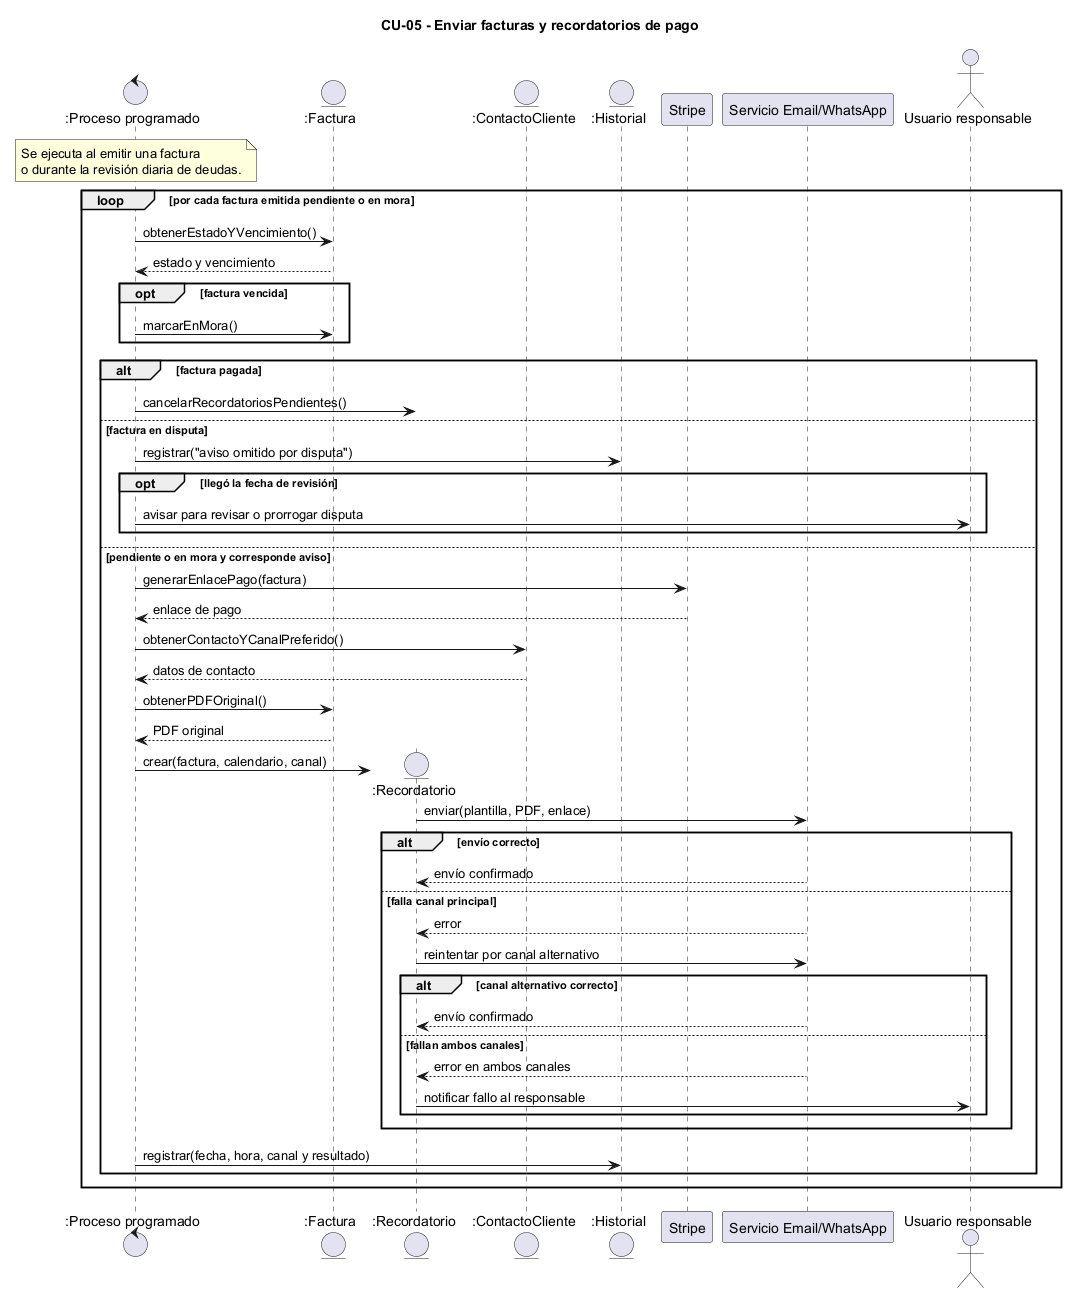 CU-05 - Enviar facturas y recordatorios de pago
:Proceso programado
:Factura
:ContactoCliente
:Historial
Stripe
Servicio Email/WhatsApp
Usuario responsable
Se ejecuta al emitir una factura
o durante la revisión diaria de deudas.
loop
[por cada factura emitida pendiente o en mora]
obtenerEstadoYVencimiento()
estado y vencimiento
opt
[factura vencida]
marcarEnMora()
alt
[factura pagada]
cancelarRecordatoriosPendientes()
[factura en disputa]
registrar("aviso omitido por disputa")
opt
[llegó la fecha de revisión]
avisar para revisar o prorrogar disputa
[pendiente o en mora y corresponde aviso]
generarEnlacePago(factura)
enlace de pago
obtenerContactoYCanalPreferido()
datos de contacto
obtenerPDFOriginal()
PDF original
crear(factura, calendario, canal)
:Recordatorio
enviar(plantilla, PDF, enlace)
alt
[envío correcto]
envío confirmado
[falla canal principal]
error
reintentar por canal alternativo
alt
[canal alternativo correcto]
envío confirmado
[fallan ambos canales]
error en ambos canales
notificar fallo al responsable
registrar(fecha, hora, canal y resultado)
:Proceso programado
:Factura
:Recordatorio
:ContactoCliente
:Historial
Stripe
Servicio Email/WhatsApp
Usuario responsable